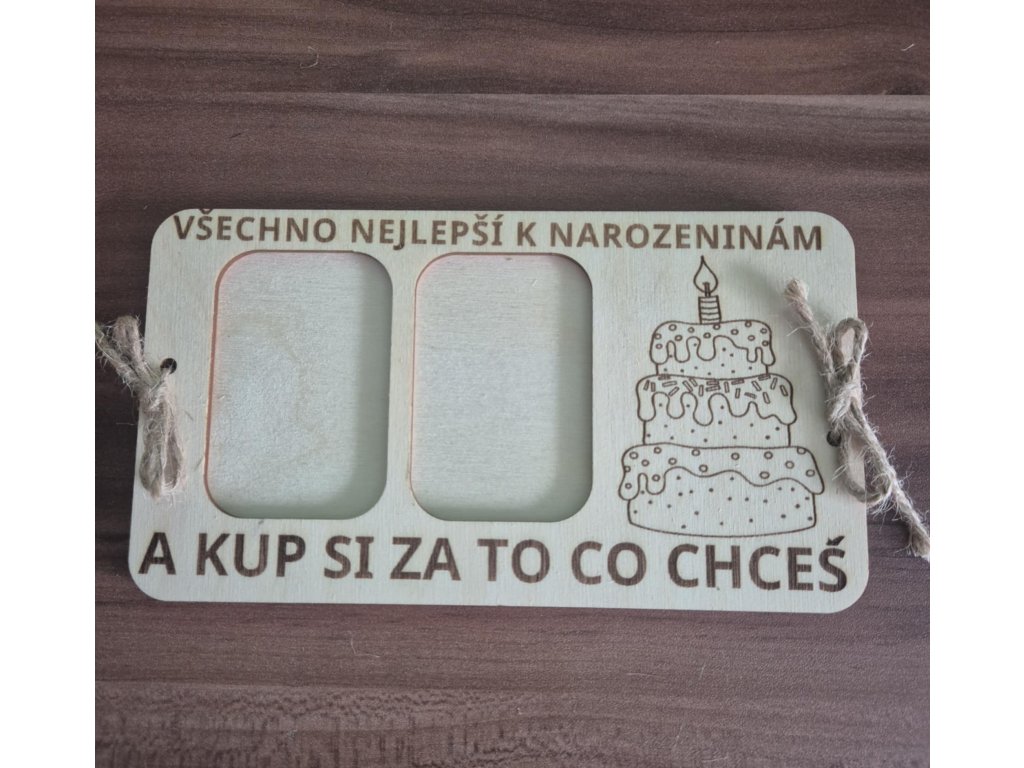 VŠECHNO NEJLEPŠÍ K NAROZENINÁM
A KUP SI ZA TO CO CHCEŠ